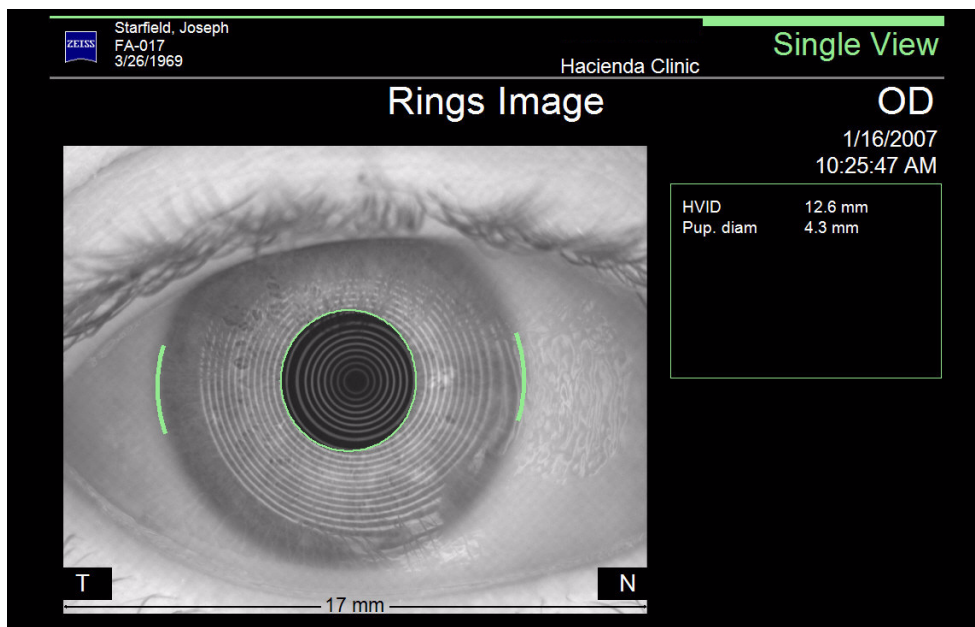 ZEISS
Starfield, Joseph
FA-017
3/26/1969
Hacienda Clinic
Single View
Rings Image
OD
1/16/2007
10:25:47 AM
HVID 12.6 mm
Pup. diam 4.3 mm
T
N
17 mm